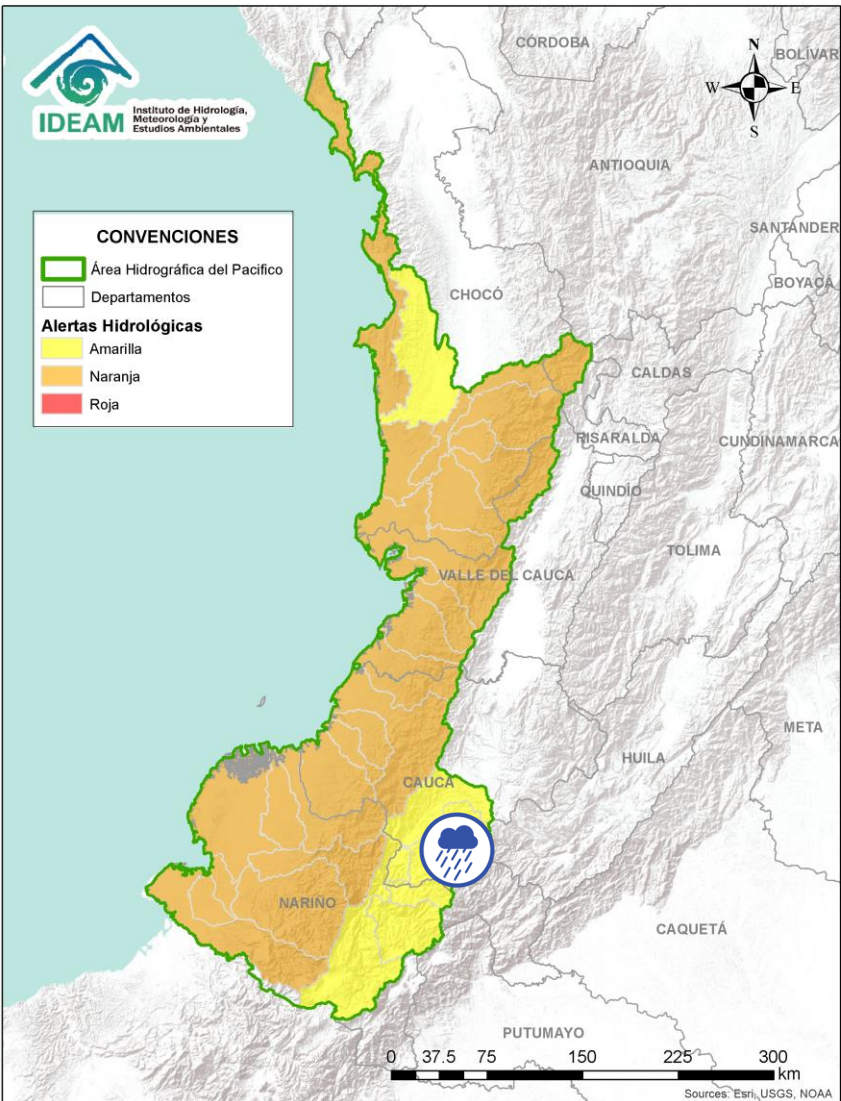 IDEAM
Instituto de Hidrología,
Meteorología y
Estudios Ambientales
N
W
E
S
CÓRDOBA
BOLÍVAR
ANTIOQUIA
SANTANDER
BOYACÁ
CHOCÓ
CALDAS
RISARALDA
CUNDINAMARCA
QUINDÍO
TOLIMA
VALLE DEL CAUCA
META
HUILA
CAUCA
NARIÑO
CAQUETÁ
PUTUMAYO
CONVENCIONES
Área Hidrográfica del Pacifico
Departamentos
Alertas Hidrológicas
Amarilla
Naranja
Roja
0 37.5 75 150 225 300
km
Sources: Esri, USGS, NOAA